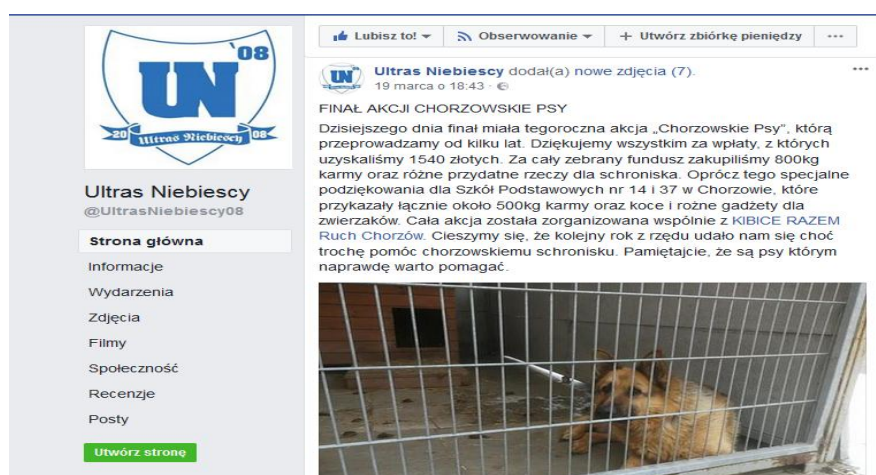 '08
UN
20 Ultras Niebiescy 08
Ultras Niebiescy
@UltrasNiebiescy08
Strona główna
Informacje
Wydarzenia
Zdjęcia
Filmy
Społeczność
Recenzje
Posty
Utwórz stronę
Lubisz to! Obserwowanie + Utwórz zbiórkę pieniędzy ...
UN
Ultras Niebiescy dodał(a) nowe zdjęcia (7).
19 marca o 18:43 ·
FINAŁ AKCJI CHORZOWSKIE PSY
Dzisiejszego dnia finał miała tegoroczna akcja „Chorzowskie Psy“, którą
przeprowadzamy od kilku lat. Dziękujemy wszystkim za wpłaty, z których
uzyskaliśmy 1540 złotych. Za cały zebrany fundusz zakupiliśmy 800kg
karmy oraz różne przydatne rzeczy dla schroniska. Oprócz tego specjalne
podziękowania dla Szkół Podstawowych nr 14 i 37 w Chorzowie, które
przykazały łącznie około 500kg karmy oraz koce i rożne gadżety dla
zwierzaków. Cała akcja została zorganizowana wspólnie z KIBICE RAZEM
Ruch Chorzów. Cieszymy się, że kolejny rok z rzędu udało nam się choć
trochę pomóc chorzowskiemu schronisku. Pamiętajcie, że są psy którym
naprawdę warto pomagać.